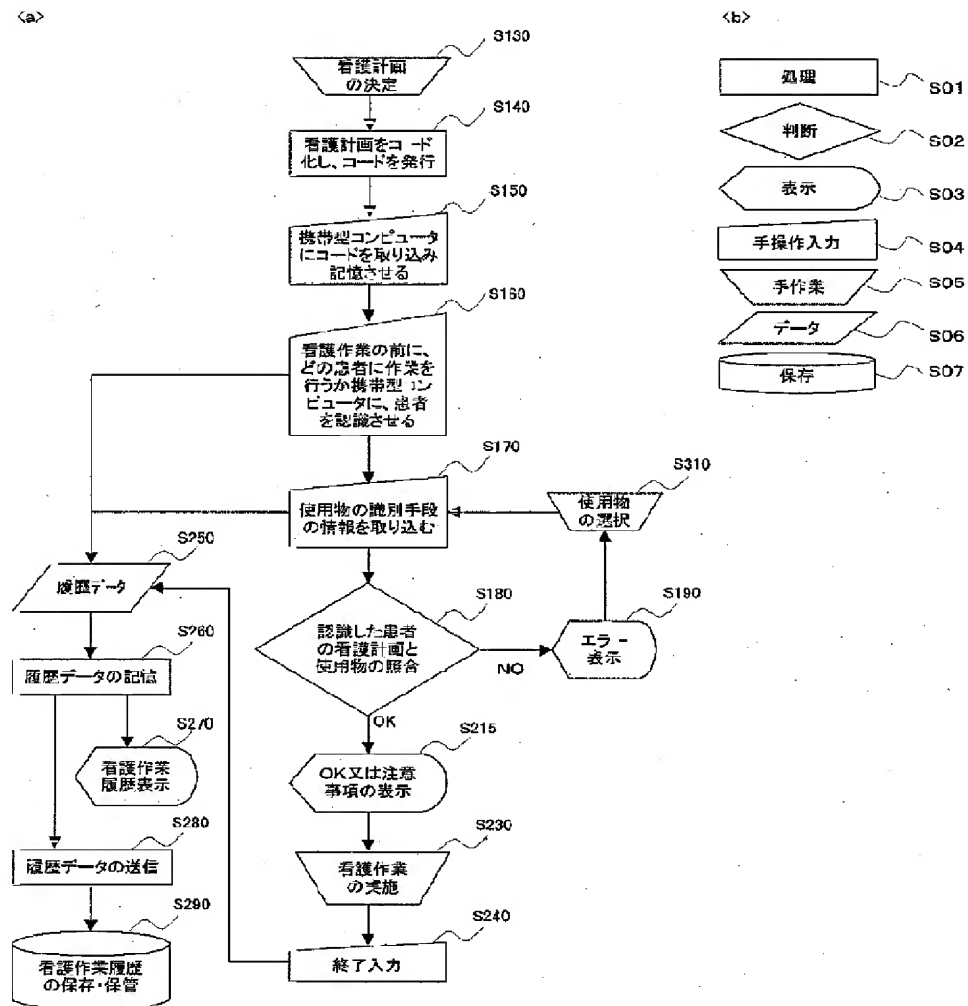 <a>
S130
看護計画
の決定
S140
看護計画をコード
化し、コードを発行
S150
携帯型コンピュータ
にコードを取り込み
記憶させる
S160
看護作業の前に、
どの患者に作業を
行うか携帯型コン
ピュータに、患者
を認識させる
S170
使用物の識別手段
の情報を取り込む
S310
使用物
の選択
S180
認識した患者
の看護計画と
使用物の照合
NO
S190
エラー
表示
OK
S215
OK又は注意
事項の表示
S230
看護作業
の実施
S240
終了入力
S250
履歴データ
S260
履歴データの記信
S270
看護作業
履歴表示
S280
履歴データの送信
S290
看護作業履歴
の保存・保管
<b>
処理
S01
判断
S02
表示
S03
手操作入力
S04
手作業
S05
データ
S06
保存
S07